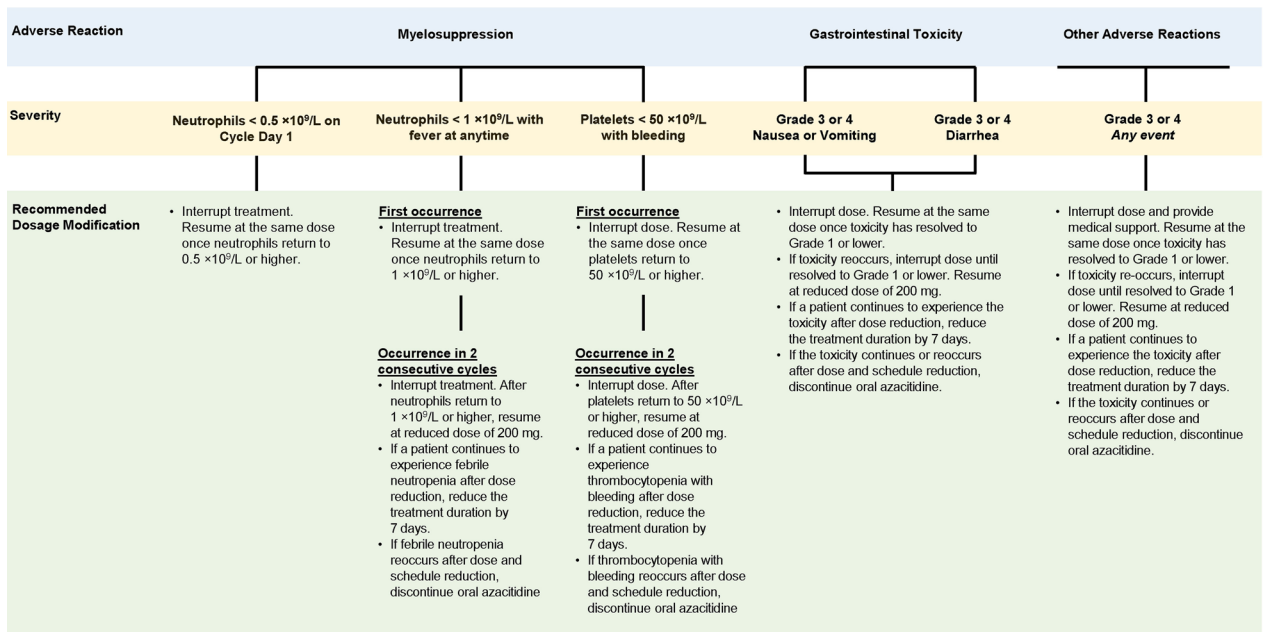 Adverse Reaction
Myelosuppression
Gastrointestinal Toxicity
Other Adverse Reactions
Severity
Neutrophils < 0.5 ×10⁹/L on
Cycle Day 1
Neutrophils < 1 ×10⁹/L with
fever at anytime
Platelets < 50 ×10⁹/L
with bleeding
Grade 3 or 4
Nausea or Vomiting
Grade 3 or 4
Diarrhea
Grade 3 or 4
Any event
Recommended
Dosage Modification
• Interrupt treatment.
Resume at the same dose
once neutrophils return to
0.5 ×10⁹/L or higher.
First occurrence
• Interrupt treatment.
Resume at the same dose
once neutrophils return to
1 ×10⁹/L or higher.
Occurrence in 2
consecutive cycles
• Interrupt treatment. After
neutrophils return to
1 ×10⁹/L or higher, resume
at reduced dose of 200 mg.
• If a patient continues to
experience febrile
neutropenia after dose
reduction, reduce the
treatment duration by
7 days.
• If febrile neutropenia
reoccurs after dose and
schedule reduction,
discontinue oral azacitidine
First occurrence
• Interrupt dose. Resume at
the same dose once
platelets return to
50 ×10⁹/L or higher.
Occurrence in 2
consecutive cycles
• Interrupt dose. After
platelets return to 50 ×10⁹/L
or higher, resume at
reduced dose of 200 mg.
• If a patient continues to
experience
thrombocytopenia with
bleeding after dose
reduction, reduce the
treatment duration by
7 days.
• If thrombocytopenia with
bleeding reoccurs after dose
and schedule reduction,
discontinue oral azacitidine
• Interrupt dose. Resume at the same
dose once toxicity has resolved to
Grade 1 or lower.
• If toxicity reoccurs, interrupt dose until
resolved to Grade 1 or lower. Resume
at reduced dose of 200 mg.
• If a patient continues to experience the
toxicity after dose reduction, reduce
the treatment duration by 7 days.
• If the toxicity continues or reoccurs
after dose and schedule reduction,
discontinue oral azacitidine.
• Interrupt dose and provide
medical support. Resume at the
same dose once toxicity has
resolved to Grade 1 or lower.
• If toxicity re-occurs, interrupt
dose until resolved to Grade 1
or lower. Resume at reduced
dose of 200 mg.
• If a patient continues to
experience the toxicity after
dose reduction, reduce the
treatment duration by 7 days.
• If the toxicity continues or
reoccurs after dose and
schedule reduction, discontinue
oral azacitidine.